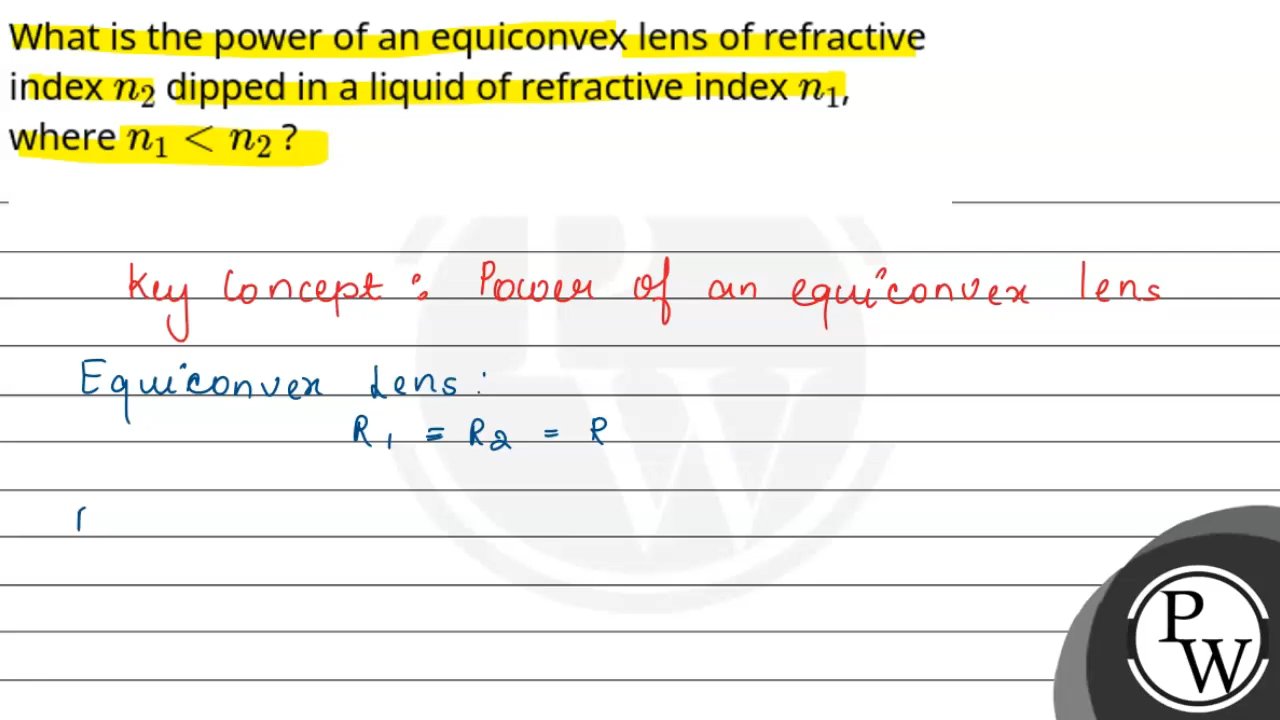 What is the power of an equiconvex lens of refractive
index n₂ dipped in a liquid of refractive index n₁,
where n₁ < n₂ ?
Key Concept : Power of an equiconvex lens
Equiconvex Lens :
R₁ = R₂ = R
PW